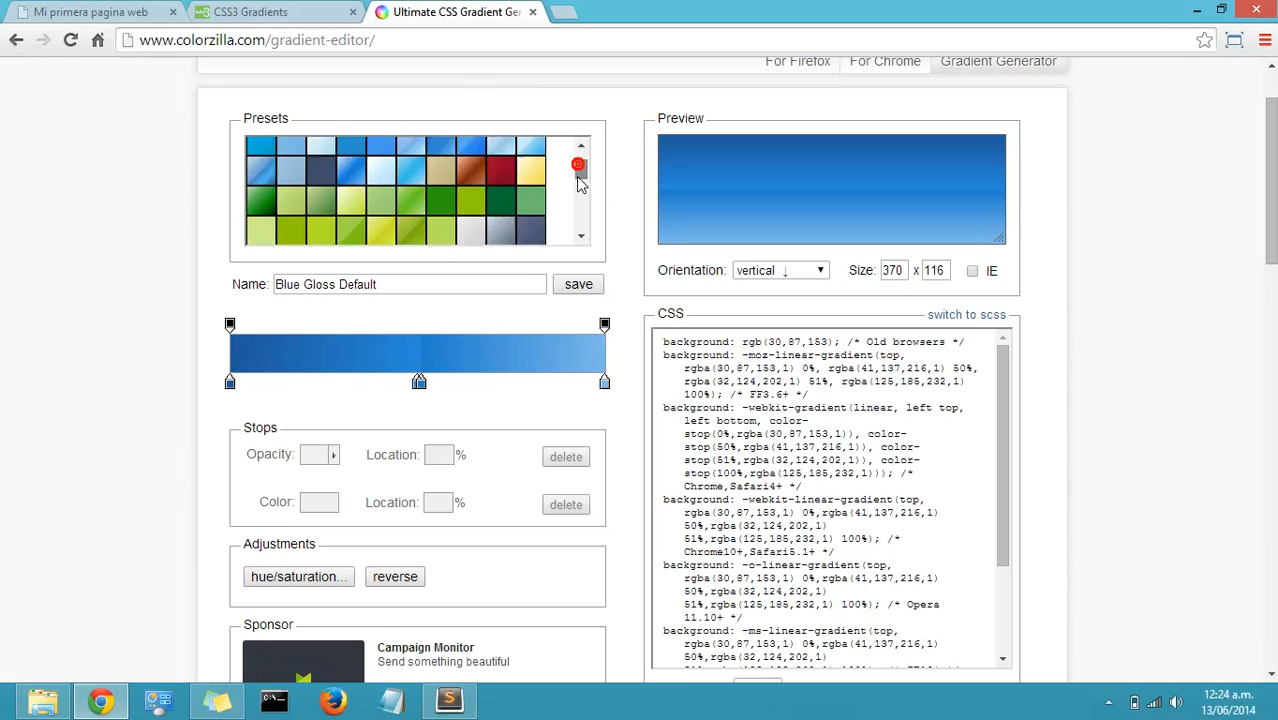 Mi primera pagina web
CSS3 Gradients
Ultimate CSS Gradient Ger
www.colorzilla.com/gradient-editor/
For Firefox
For Chrome
Gradient Generator
Presets
Preview
Orientation: vertical ↓
Size: 370 x 116
IE
Name: Blue Gloss Default
save
CSS
switch to scss
background: rgb(30,87,153); /* Old browsers */
background: -moz-linear-gradient(top,
rgba(30,87,153,1) 0%, rgba(41,137,216,1) 50%,
rgba(32,124,202,1) 51%, rgba(125,185,232,1)
100%); /* FF3.6+ */
background: -webkit-gradient(linear, left top,
left bottom, color-
stop(0%,rgba(30,87,153,1)), color-
stop(50%,rgba(41,137,216,1)), color-
stop(51%,rgba(32,124,202,1)), color-
stop(100%,rgba(125,185,232,1))); /*
Chrome,Safari4+ */
background: -webkit-linear-gradient(top,
rgba(30,87,153,1) 0%,rgba(41,137,216,1)
50%,rgba(32,124,202,1)
51%,rgba(125,185,232,1) 100%); /*
Chrome10+,Safari5.1+ */
background: -o-linear-gradient(top,
rgba(30,87,153,1) 0%,rgba(41,137,216,1)
50%,rgba(32,124,202,1)
51%,rgba(125,185,232,1) 100%); /* Opera
11.10+ */
background: -ms-linear-gradient(top,
rgba(30,87,153,1) 0%,rgba(41,137,216,1)
50%,rgba(32,124,202,1)
Stops
Opacity:
Location: %
delete
Color:
Location: %
delete
Adjustments
hue/saturation...
reverse
Sponsor
Campaign Monitor
Send something beautiful
12:24 a.m.
13/06/2014